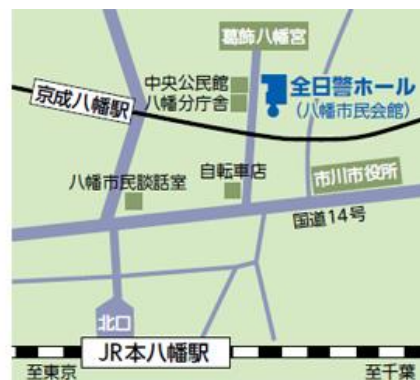 葛飾八幡宮
中央公民館
八幡分庁舎
全日警ホール
(八幡市民会館)
京成八幡駅
自転車店
市川市役所
八幡市民談話室
国道14号
北口
JR本八幡駅
至東京
至千葉